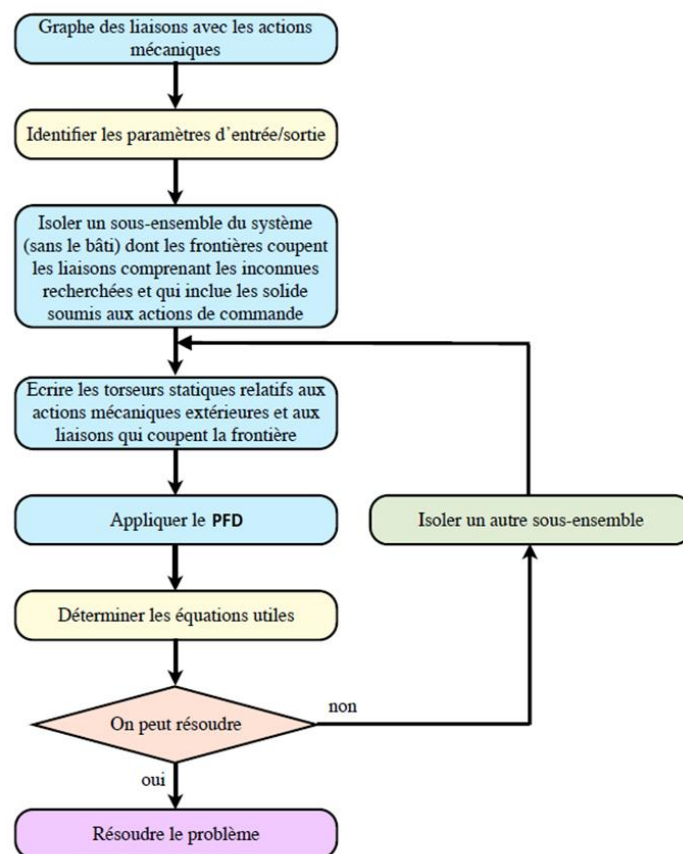 Graphe des liaisons avec les actions
mécaniques
Identifier les paramètres d'entrée/sortie
Isoler un sous-ensemble du système
(sans le bâti) dont les frontières coupent
les liaisons comprenant les inconnues
recherchées et qui inclue les solide
soumis aux actions de commande
Ecrire les torseurs statiques relatifs aux
actions mécaniques extérieures et aux
liaisons qui coupent la frontière
Appliquer le PFD
Isoler un autre sous-ensemble
Déterminer les équations utiles
On peut résoudre
non
oui
Résoudre le problème